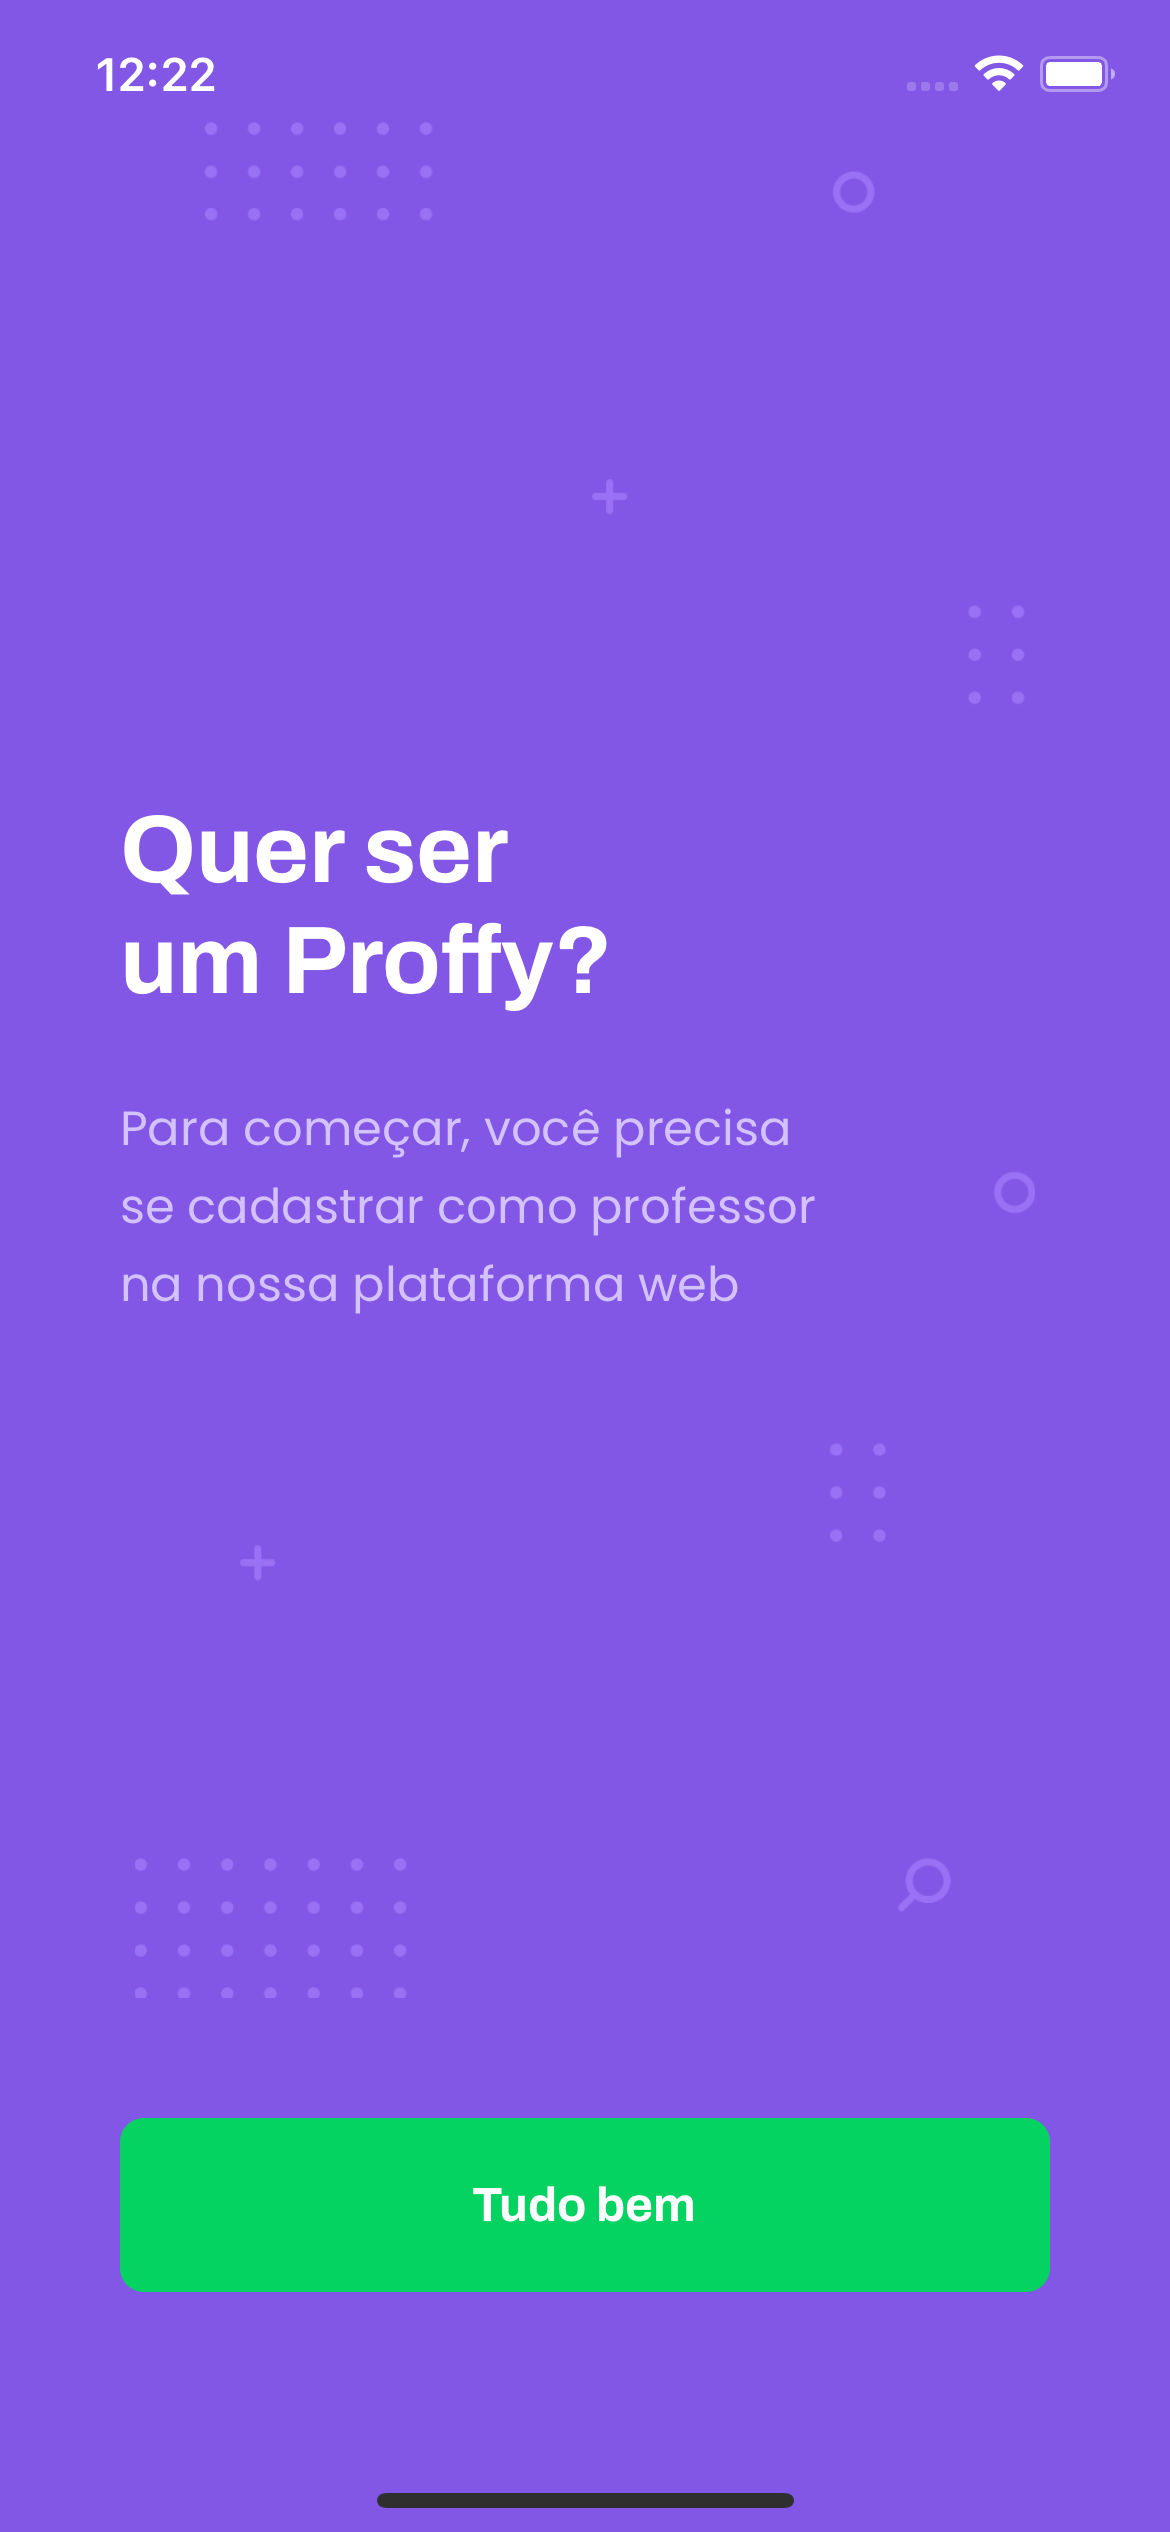 12:22
Quer ser
um Proffy?
Para começar, você precisa
se cadastrar como professor
na nossa plataforma web
Tudo bem